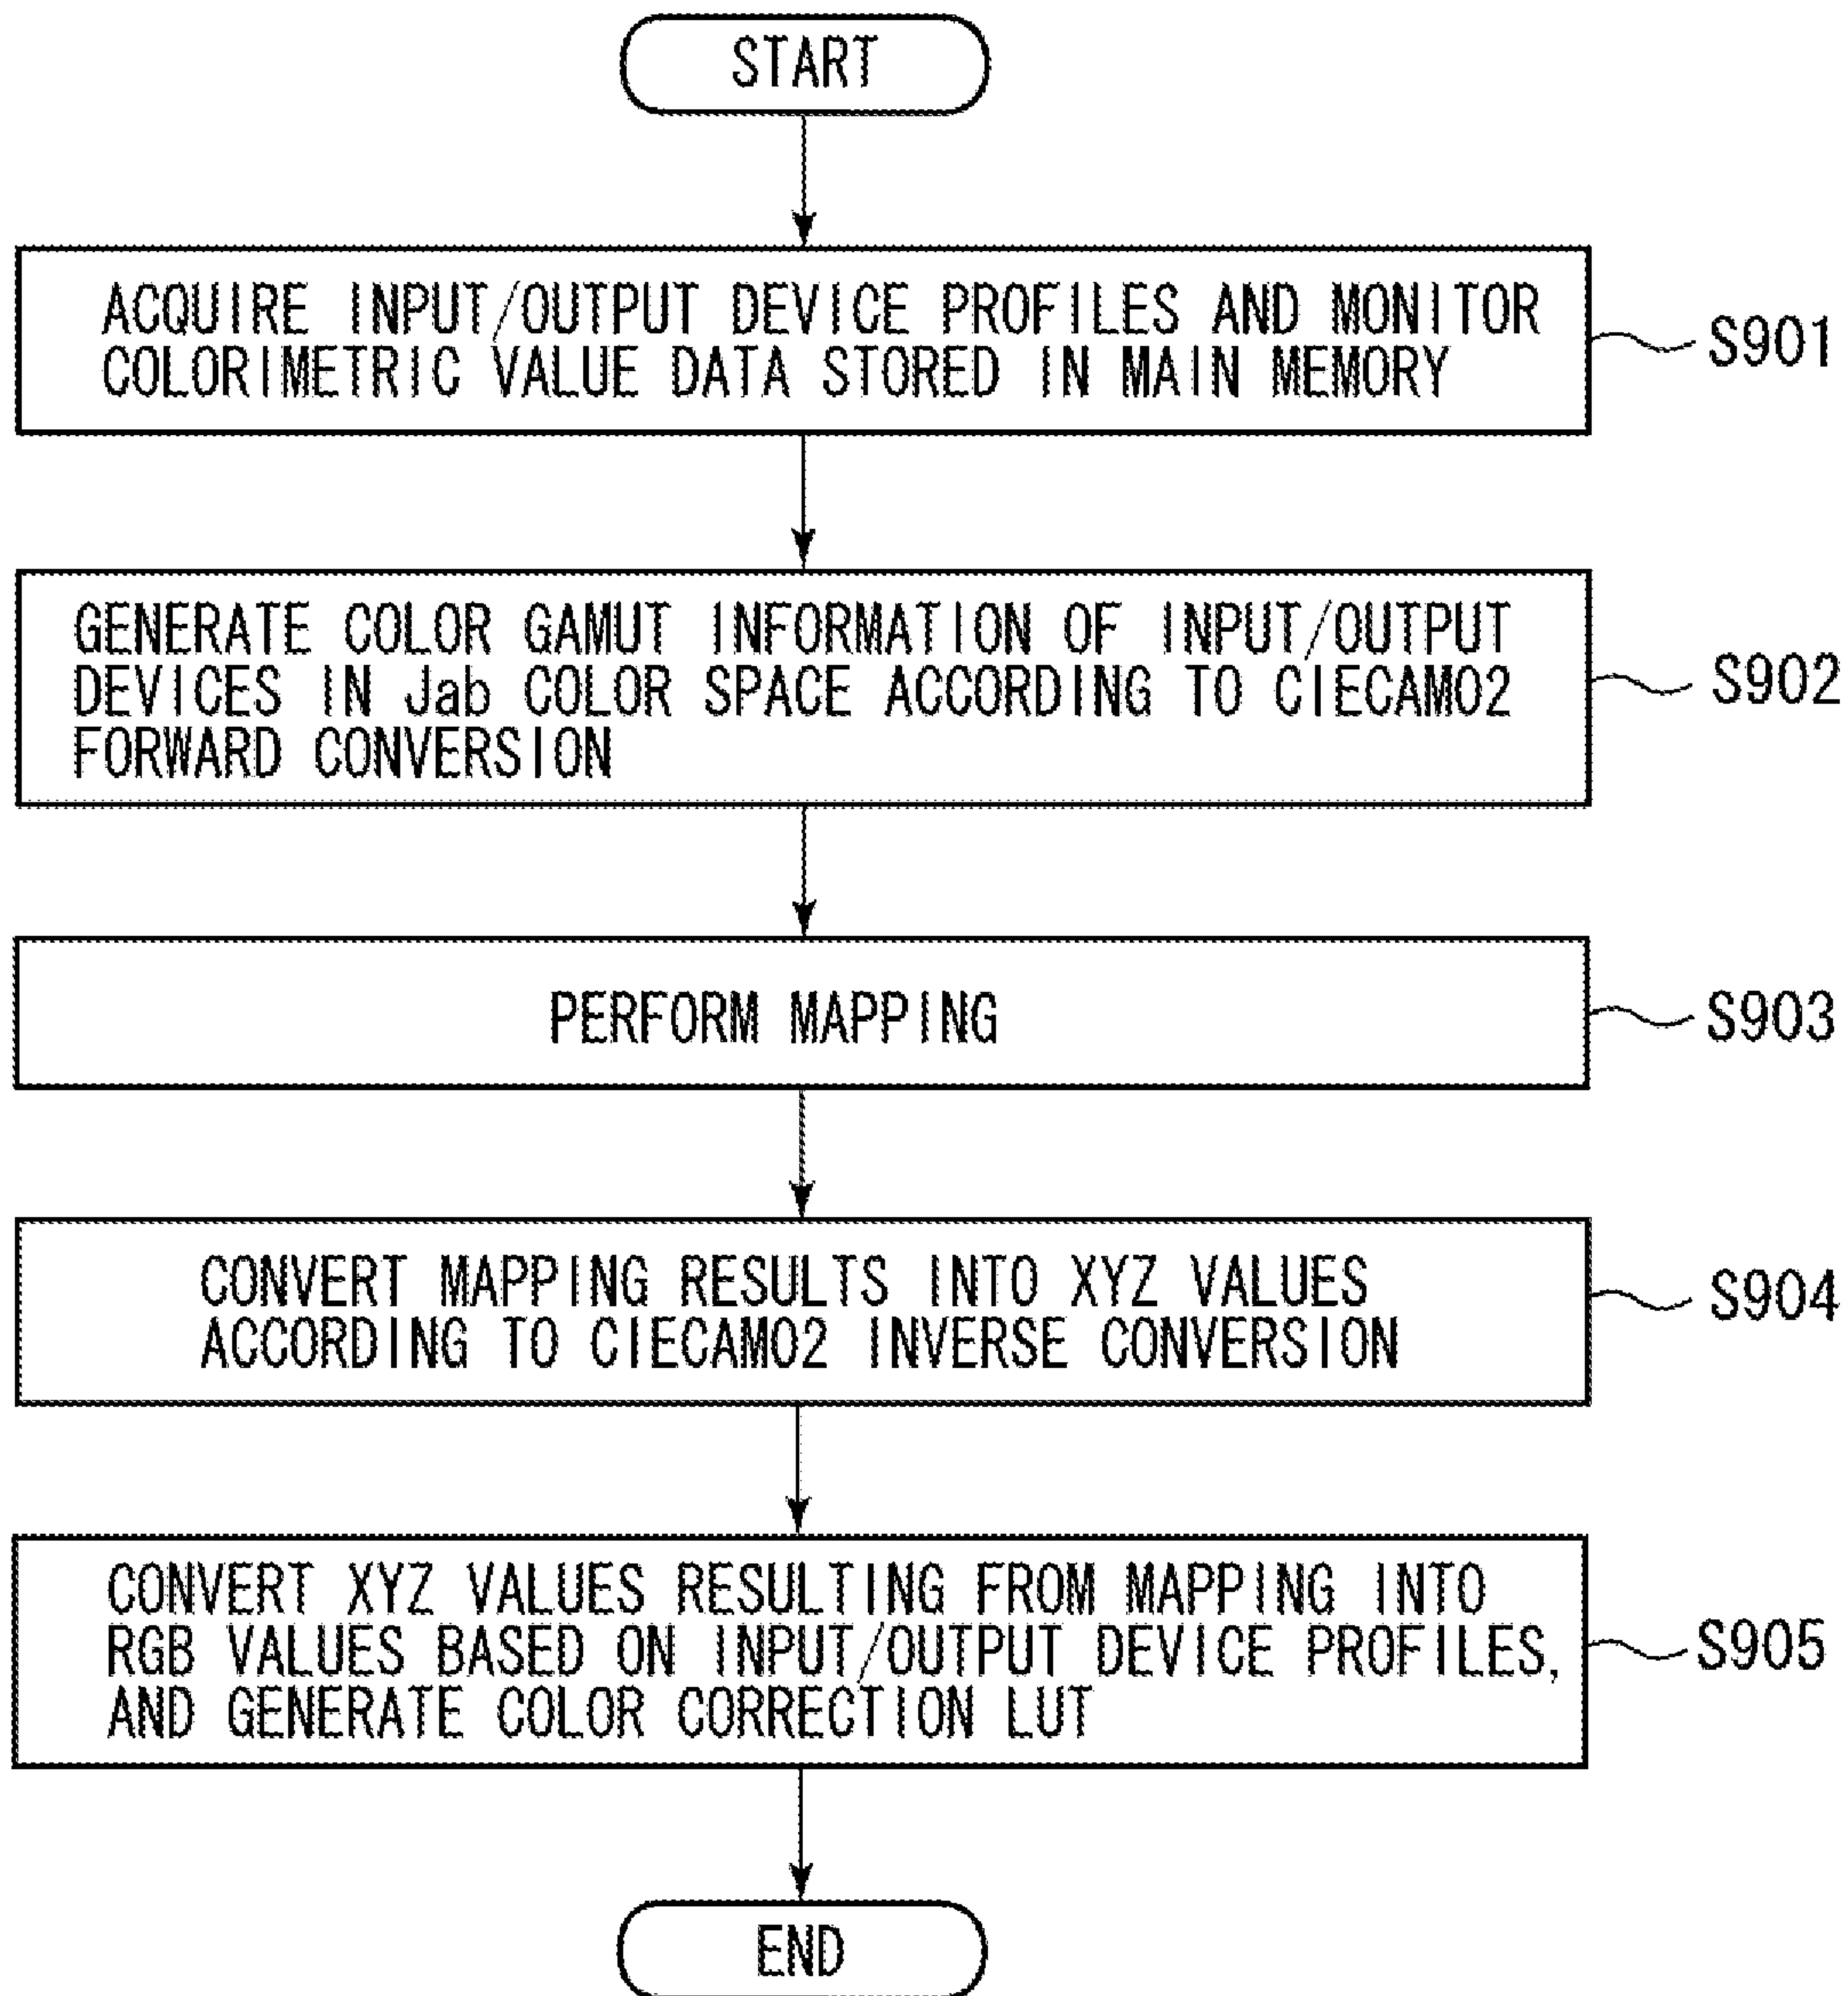 START
ACQUIRE INPUT/OUTPUT DEVICE PROFILES AND MONITOR
COLORIMETRIC VALUE DATA STORED IN MAIN MEMORY
S901
GENERATE COLOR GAMUT INFORMATION OF INPUT/OUTPUT
DEVICES IN Jab COLOR SPACE ACCORDING TO CIECAM02
FORWARD CONVERSION
S902
PERFORM MAPPING
S903
CONVERT MAPPING RESULTS INTO XYZ VALUES
ACCORDING TO CIECAM02 INVERSE CONVERSION
S904
CONVERT XYZ VALUES RESULTING FROM MAPPING INTO
RGB VALUES BASED ON INPUT/OUTPUT DEVICE PROFILES,
AND GENERATE COLOR CORRECTION LUT
S905
END